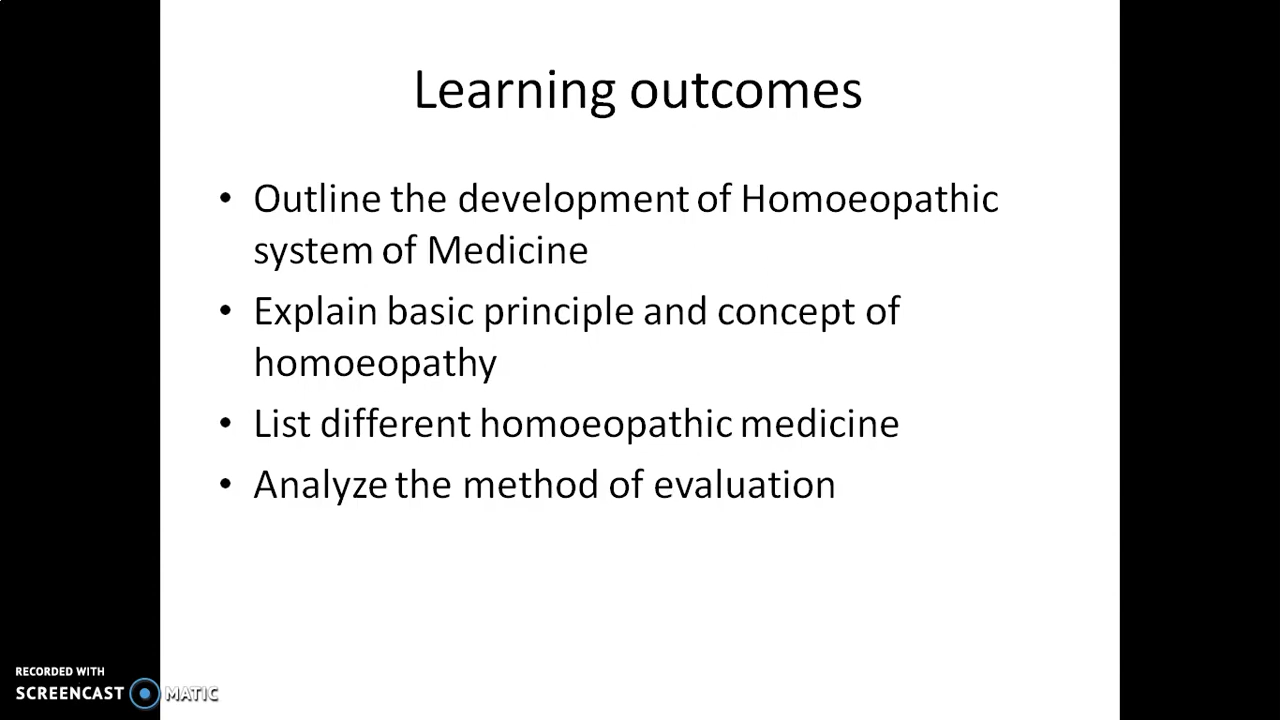 Learning outcomes
• Outline the development of Homoeopathic
system of Medicine
• Explain basic principle and concept of
homoeopathy
• List different homoeopathic medicine
• Analyze the method of evaluation
RECORDED WITH
SCREENCAST MATIC